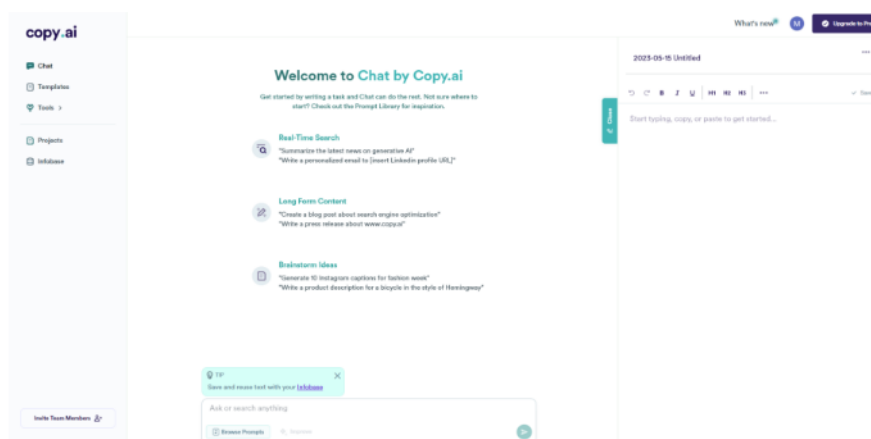 copy.ai
Chat
Templates
Tools >
Projects
Infobase
Invite Team Members
What's new
M
Upgrade to Pro
Welcome to Chat by Copy.ai
Get started by writing a task and Chat can do the rest. Not sure where to
start? Check out the Prompt Library for inspiration.
Real-Time Search
"Summarize the latest news on generative AI"
"Write a personalized email to [insert Linkedin profile URL]"
Long Form Content
"Create a blog post about search engine optimization"
"Write a press release about www.copy.ai"
Brainstorm Ideas
"Generate 10 Instagram captions for fashion week"
"Write a product description for a bicycle in the style of Hemingway"
TIP
Save and reuse text with your Infobase
Ask or search anything
Browse Prompts
Close
2023-05-15 Untitled
B I U H1 H2 H3
Start typing, copy, or paste to get started...